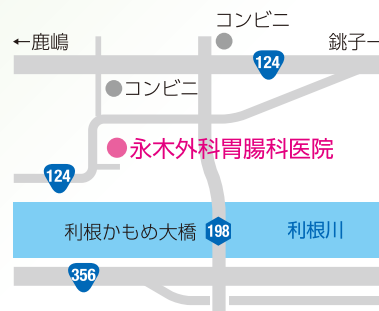 コンビニ
←鹿嶋
銚子
124
コンビニ
永木外科胃腸科医院
124
利根かもめ大橋
198
利根川
356